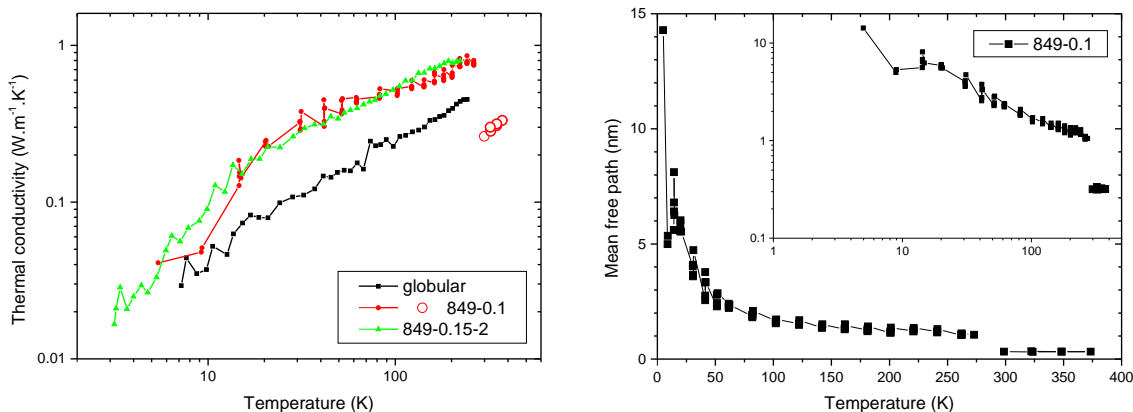 Thermal conductivity (W.m⁻¹.K⁻¹)
1
0.1
0.01
10
100
Temperature (K)
globular
849-0.1
849-0.15-2
Mean free path (nm)
15
10
5
0
0 50 100 150 200 250 300 350 400
Temperature (K)
849-0.1
10
1
0.1
1 10 100